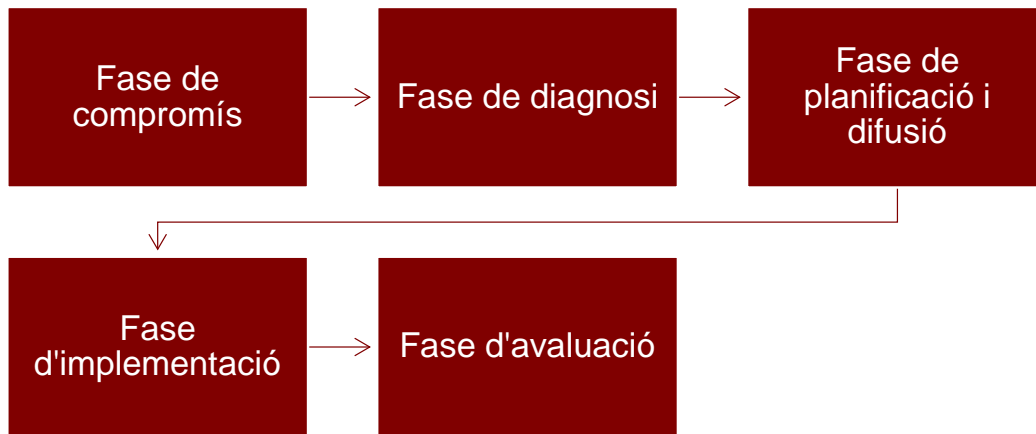 Fase de
compromís
Fase de diagnosi
Fase de
planificació i
difusió
Fase
d'implementació
Fase d'avaluació